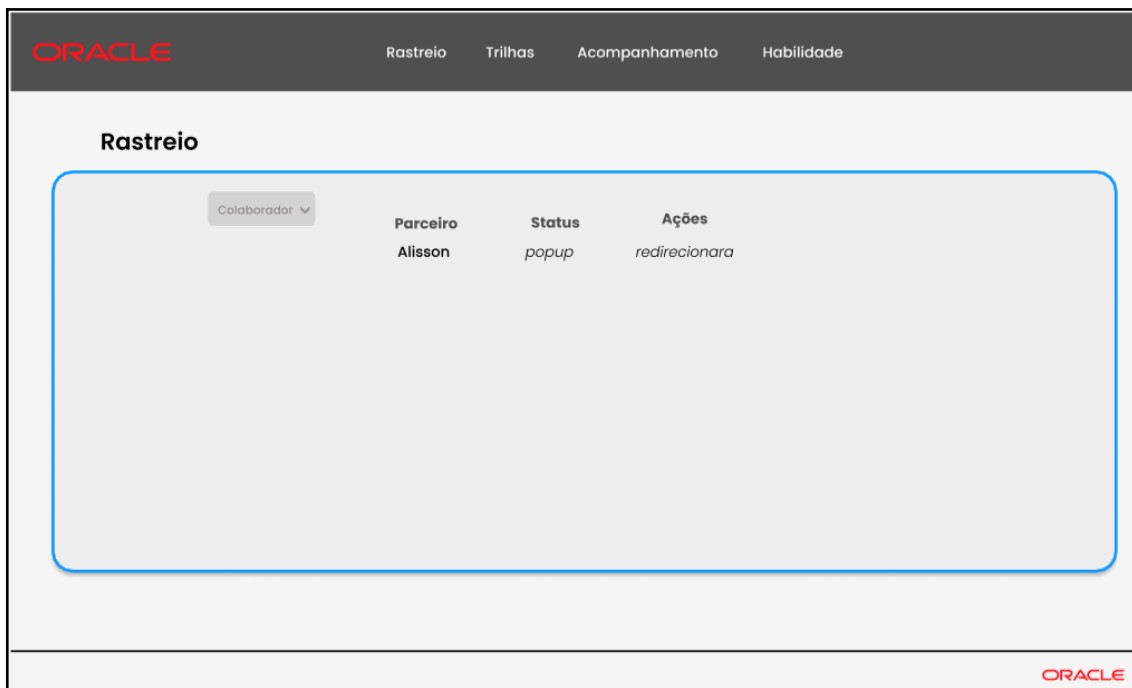 ORACLE
Rastreio Trilhas Acompanhamento Habilidade
Rastreio
Colaborador
Parceiro Status Ações
Alisson popup redirecionara
ORACLE